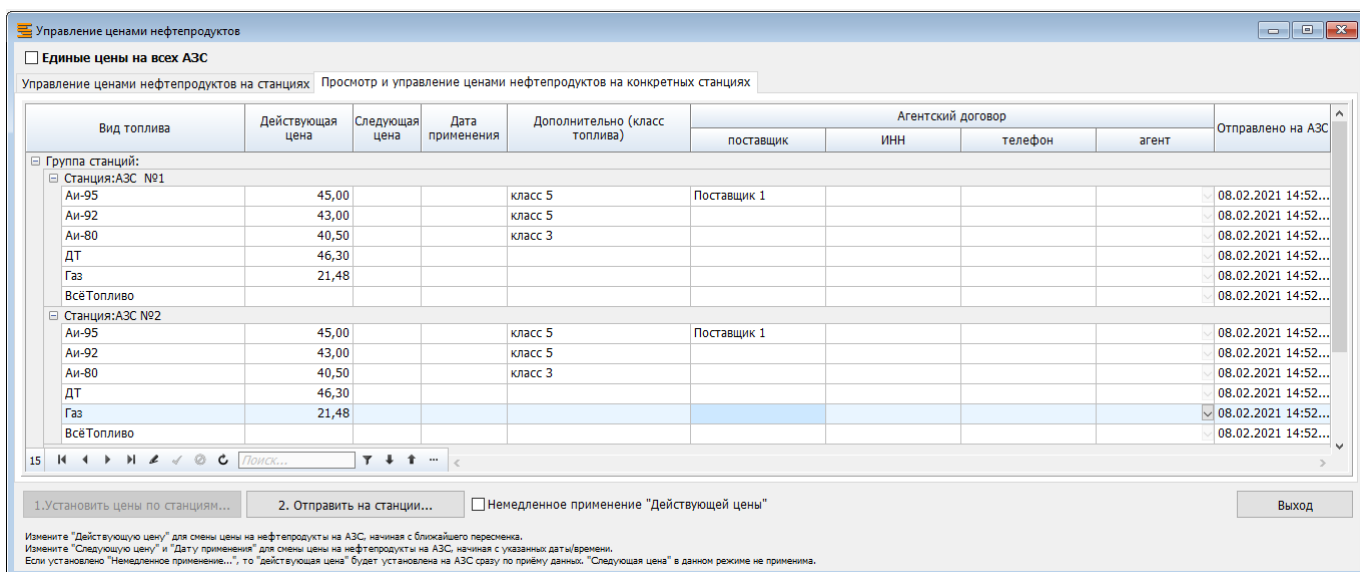 Управление ценами нефтепродуктов
Единые цены на всех АЗС
Управление ценами нефтепродуктов на станциях Просмотр и управление ценами нефтепродуктов на конкретных станциях
Вид топлива Действующая цена Следующая цена Дата применения Дополнительно (класс топлива) Агентский договор Отправлено на АЗС
поставщик ИНН телефон агент
Группа станций:
Станция:АЗС №1
Аи-95 45,00 класс 5 Поставщик 1 08.02.2021 14:52...
Аи-92 43,00 класс 5 08.02.2021 14:52...
Аи-80 40,50 класс 3 08.02.2021 14:52...
ДТ 46,30 08.02.2021 14:52...
Газ 21,48 08.02.2021 14:52...
ВсёТопливо 08.02.2021 14:52...
Станция:АЗС №2
Аи-95 45,00 класс 5 Поставщик 1 08.02.2021 14:52...
Аи-92 43,00 класс 5 08.02.2021 14:52...
Аи-80 40,50 класс 3 08.02.2021 14:52...
ДТ 46,30 08.02.2021 14:52...
Газ 21,48 08.02.2021 14:52...
ВсёТопливо 08.02.2021 14:52...
15 Поиск...
1.Установить цены по станциям... 2. Отправить на станции... Немедленное применение "Действующей цены" Выход
Измените "Действующую цену" для смены цены на нефтепродукты на АЗС, начиная с ближайшего пересменка.
Измените "Следующую цену" и "Дату применения" для смены цены на нефтепродукты на АЗС, начиная с указанных даты/времени.
Если установлено "Немедленное применение...", то "действующая цена" будет установлена на АЗС сразу по приёму данных. "Следующая цена" в данном режиме не применима.